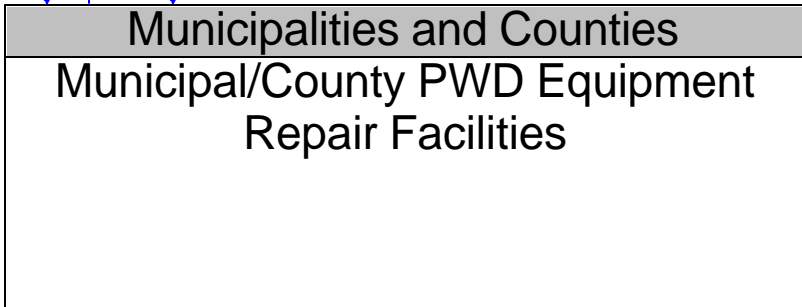 Municipalities and Counties
Municipal/County PWD Equipment
Repair Facilities